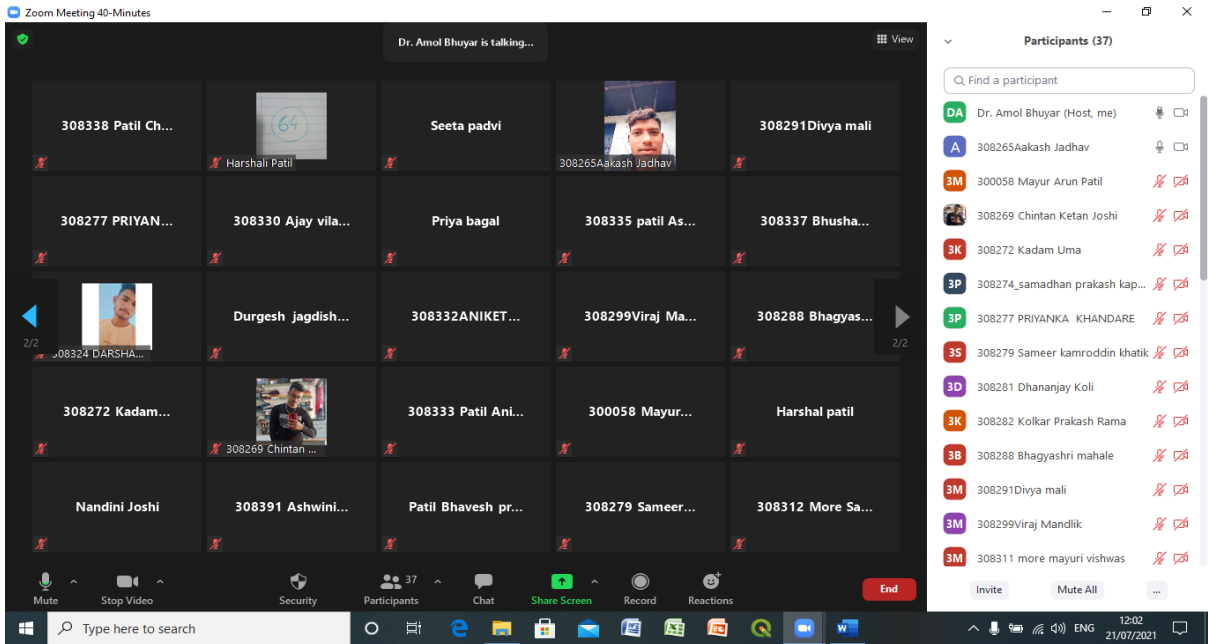 Zoom Meeting 40-Minutes
Dr. Amol Bhuyar is talking...
View
308338 Patil Ch...
64
Harshali Patil
Seeta padvi
308265Aakash Jadhav
308291Divya mali
308277 PRIYAN...
308330 Ajay vila...
Priya bagal
308335 patil As...
308337 Bhusha...
2/2
308324 DARSHA...
Durgesh jagdish...
308332ANIKET...
308299Viraj Ma...
308288 Bhagyas...
2/2
308272 Kadam...
308269 Chintan ...
308333 Patil Ani...
300058 Mayur...
Harshal patil
Nandini Joshi
308391 Ashwini...
Patil Bhavesh pr...
308279 Sameer...
308312 More Sa...
Mute
Stop Video
Security
37
Participants
Chat
Share Screen
Record
Reactions
End
Participants (37)
Find a participant
DA Dr. Amol Bhuyar (Host, me)
A 308265Aakash Jadhav
3M 300058 Mayur Arun Patil
308269 Chintan Ketan Joshi
3K 308272 Kadam Uma
3P 308274_samadhan prakash kap...
3P 308277 PRIYANKA KHANDARE
3S 308279 Sameer kamroddin khatik
3D 308281 Dhananjay Koli
3K 308282 Kolkar Prakash Rama
3B 308288 Bhagyashri mahale
3M 308291Divya mali
3M 308299Viraj Mandlik
3M 308311 more mayuri vishwas
Invite
Mute All
...
Type here to search
ENG
12:02
21/07/2021